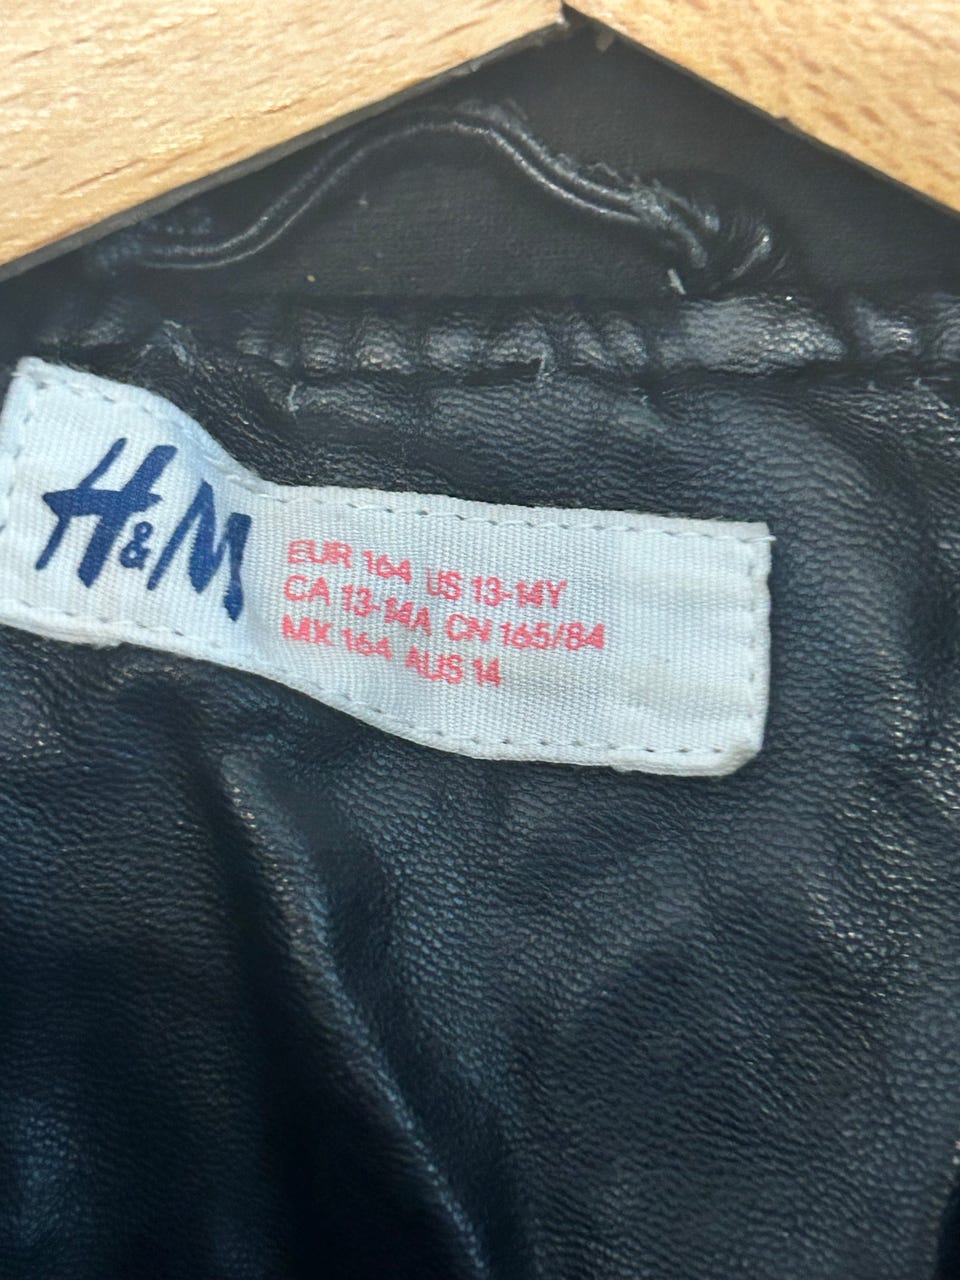 H&M
EUR 164 US 13-14Y
CA 13-14A CN 165/84
MX 164 AUS 14